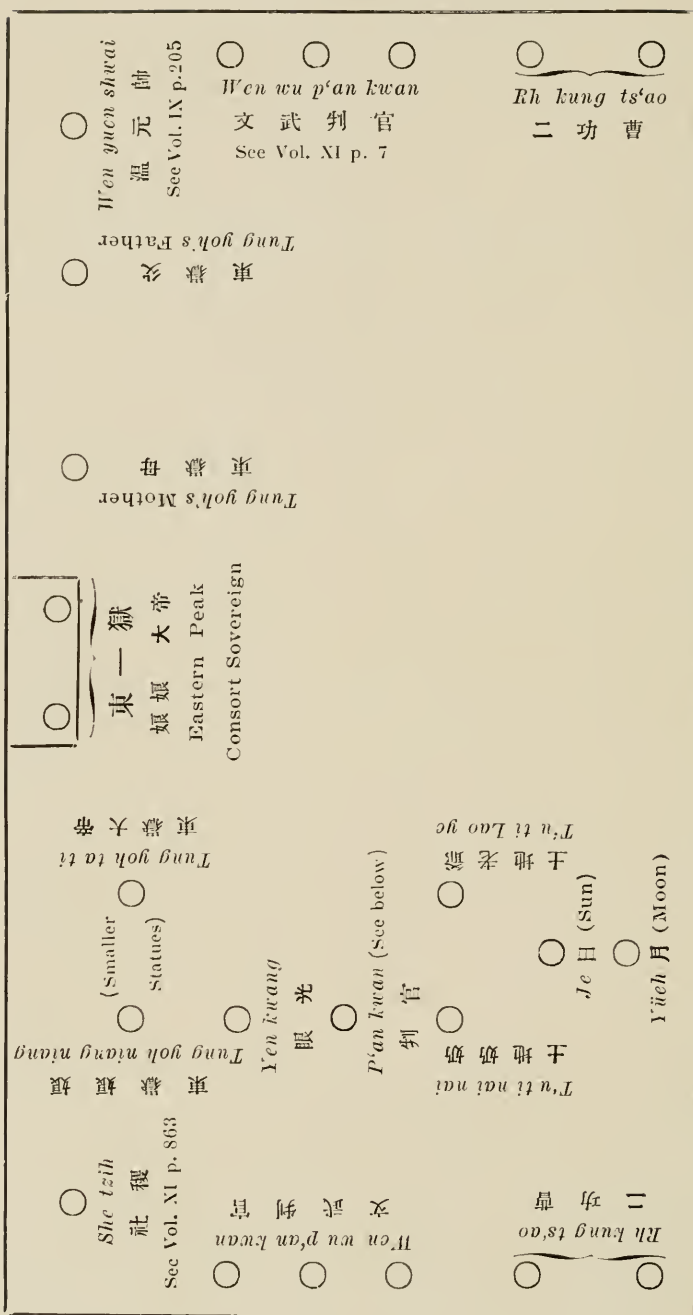 Wen yuen shwai
温元帥
See Vol. IX p.205
Wen wu p‘an kwan
文武判官
See Vol. XI p. 7
Rh kung ts‘ao
二功曹
Tung yoh's Father
東嶽父
Tung yoh's Mother
東嶽母
東—獄
娘娘 大帝
Eastern Peak
Consort Sovereign
東嶽大帝
Tung yoh ta ti
(Smaller
Statues)
Tung yoh niang niang
東嶽娘娘
Yen kwang
眼光
P‘an kwan (See below)
判官
T‘u ti Lao ye
土地老爺
T‘u ti nai nai
土地奶奶
Je 日 (Sun)
Yüeh 月 (Moon)
She tzih
社稷
See Vol. XI p. 863
文武判官
Wen wu p‘an kwan
二功曹
Rh kung ts‘ao